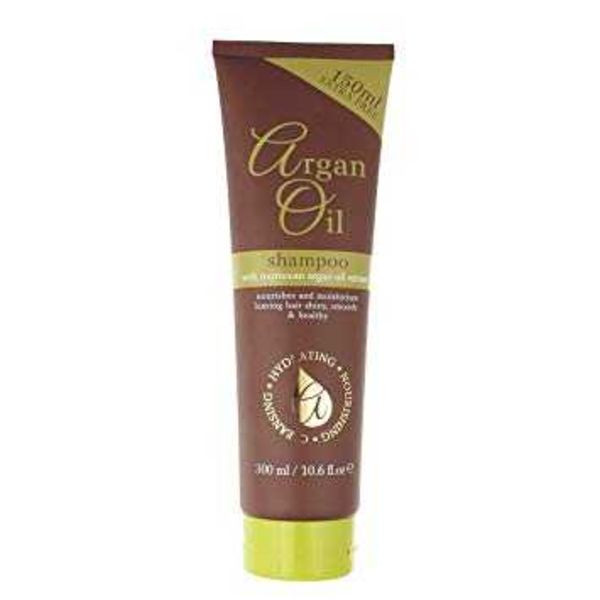 150ml
EXTRA FREE
Argan
Oil
shampoo
with moroccan argan oil extract
nourishes and moisturises
leaving hair shiny, smooth
& healthy
HYDRATING • NOURISHING • CLEANSING •
300 ml / 10.6 fl.oz e